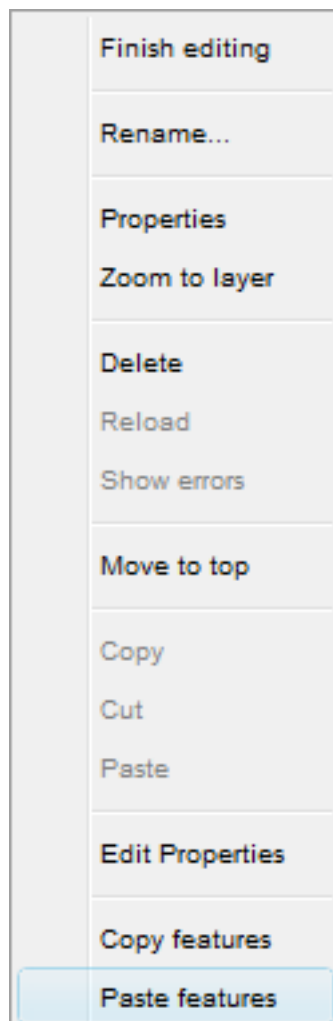 Finish editing
Rename...
Properties
Zoom to layer
Delete
Reload
Show errors
Move to top
Copy
Cut
Paste
Edit Properties
Copy features
Paste features